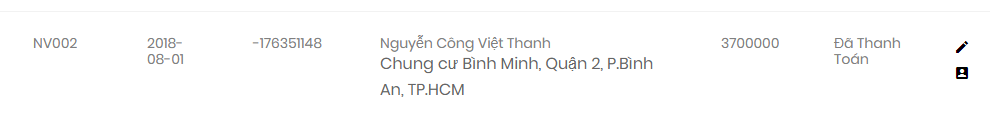 NV002
2018-
08-01
-176351148
Nguyễn Công Việt Thanh
Chung cư Bình Minh, Quận 2, P.Bình
An, TP.HCM
3700000
Đã Thanh
Toán